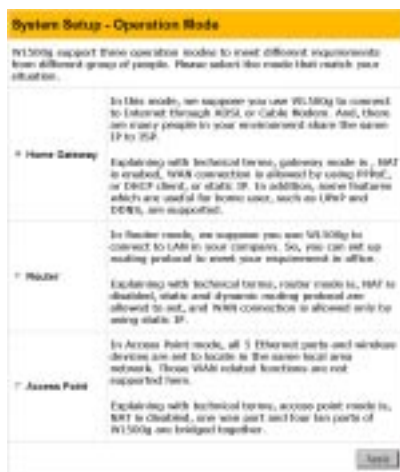 System Setup - Operation Mode
WL500g support three operation modes to meet different requirements
from different group of people. Please select the mode that match your
situation.
Home Gateway
In this mode, we suppose you use WL500g to connect
to Internet through ADSL or Cable Modem. And, there
are many people in your environment share the same
IP to ISP.
Explaining with technical terms, gateway mode is , NAT
is enabled, WAN connection is allowed by using PPPoE,
or DHCP client, or static IP. In addition, some features
which are useful for home user, such as UPnP and
DDNS, are supported.
Router
In Router mode, we suppose you use WL500g to
connect to LAN in your company. So, you can set up
routing protocol to meet your requirement in office.
Explaining with technical terms, router mode is, NAT is
disabled, static and dynamic routing protocol are
allowed to set, and WAN connection is allowed only by
using static IP.
Access Point
In Access Point mode, all 5 Ethernet ports and wireless
devices are set to locate in the same local area
network. Those WAN related functions are not
supported here.
Explaining with technical terms, access point mode is,
NAT is disabled, one wan port and four lan ports of
WL500g are bridged together.
Apply